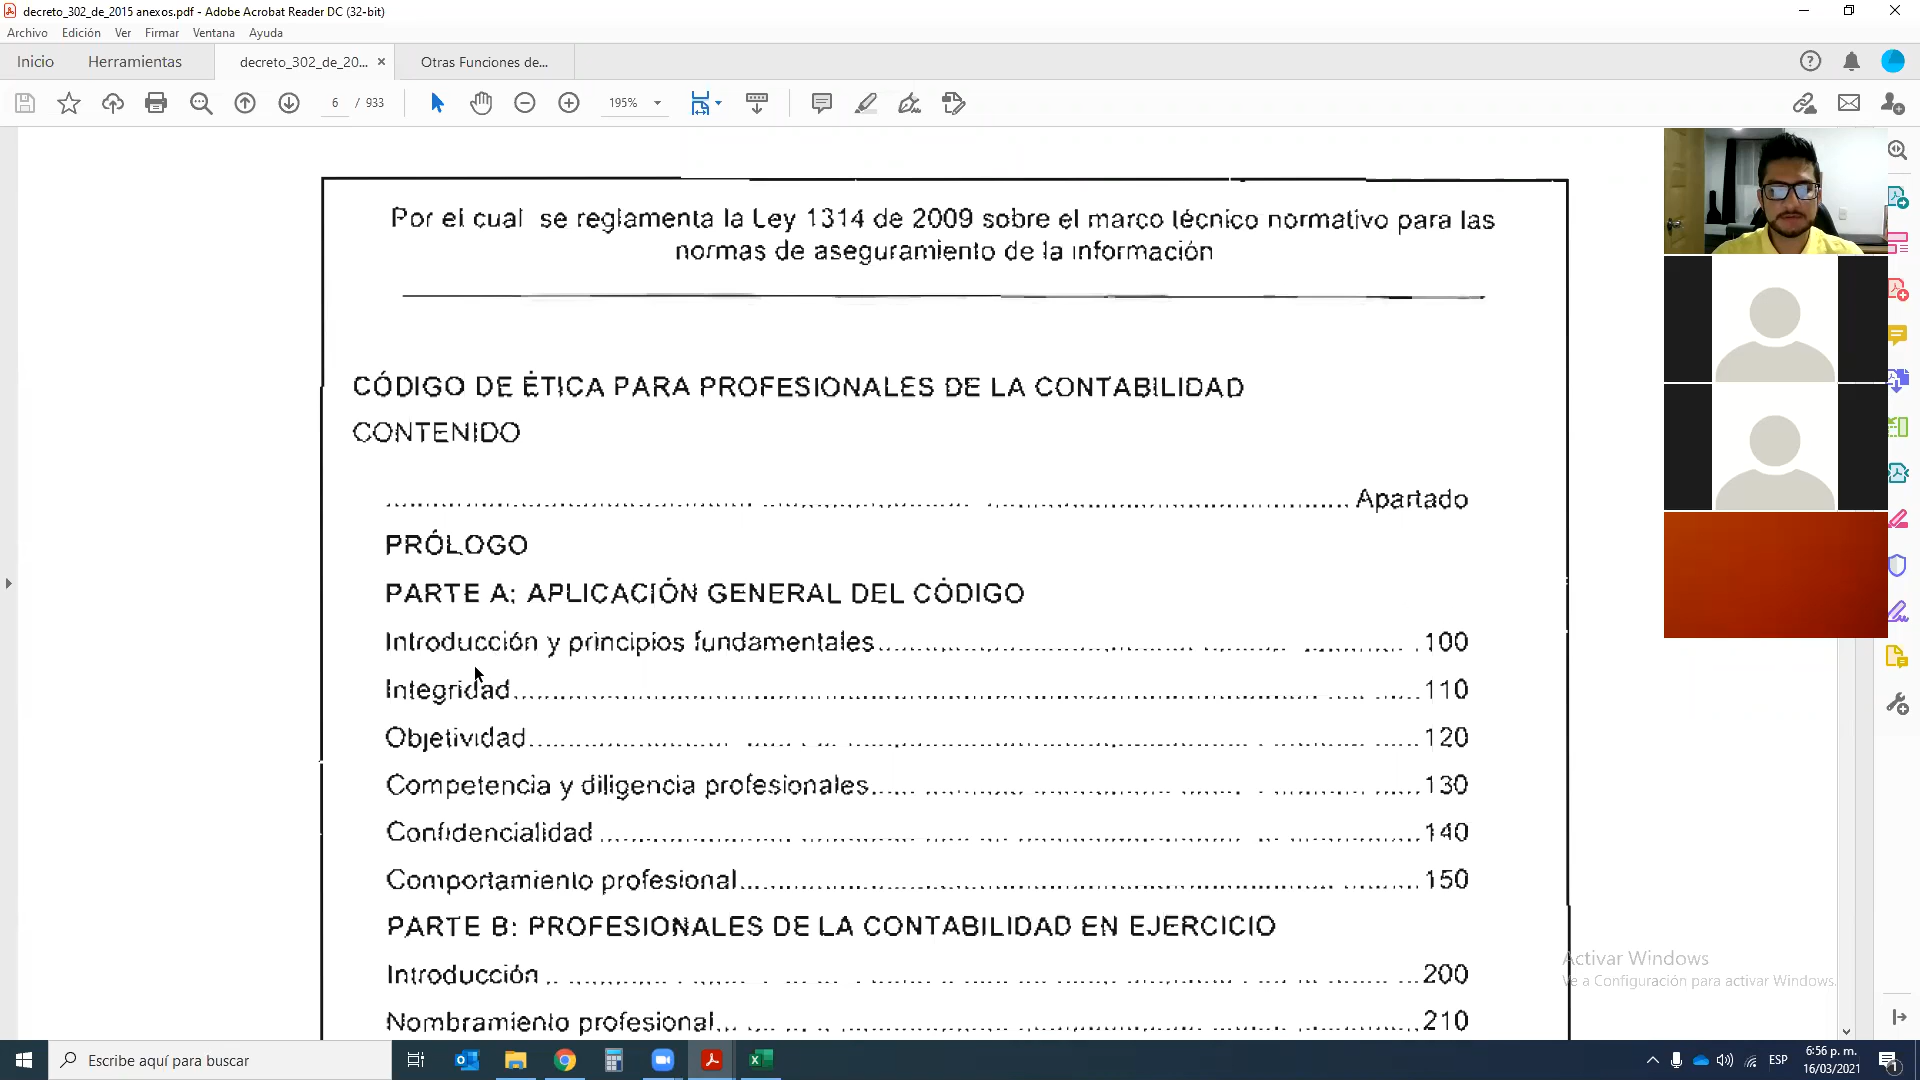 decreto_302_de_2015 anexos.pdf - Adobe Acrobat Reader DC (32-bit)
Archivo Edición Ver Firmar Ventana Ayuda
Inicio Herramientas decreto_302_de_20... × Otras Funciones de...
6 / 933 195%
Por el cual se reglamenta la Ley 1314 de 2009 sobre el marco técnico normativo para las
normas de aseguramiento de la información
CÓDIGO DE ÉTICA PARA PROFESIONALES DE LA CONTABILIDAD
CONTENIDO
Apartado
PRÓLOGO
PARTE A: APLICACIÓN GENERAL DEL CÓDIGO
Introducción y principios fundamentales 100
Integridad 110
Objetividad 120
Competencia y diligencia profesionales 130
Confidencialidad 140
Comportamiento profesional 150
PARTE B: PROFESIONALES DE LA CONTABILIDAD EN EJERCICIO
Introducción 200
Nombramiento profesional 210
Activar Windows
Ve a Configuración para activar Windows.
Escribe aquí para buscar
ESP
6:56 p. m.
16/03/2021
1